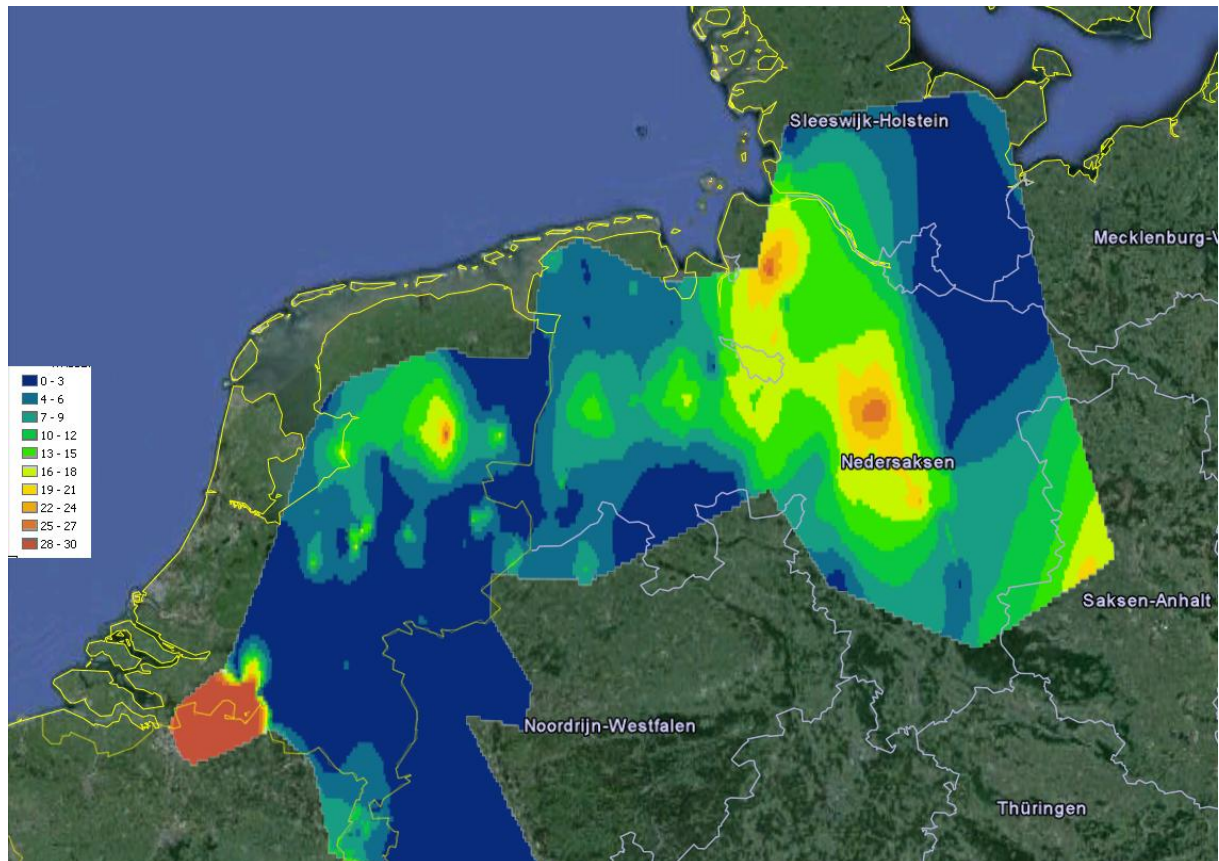 Sleeswijk-Holstein
Mecklenburg-V
0 - 3
4 - 6
7 - 9
10 - 12
13 - 15
16 - 18
19 - 21
22 - 24
25 - 27
28 - 30
Nedersaksen
Saksen-Anhalt
Noordrijn-Westfalen
Thüringen